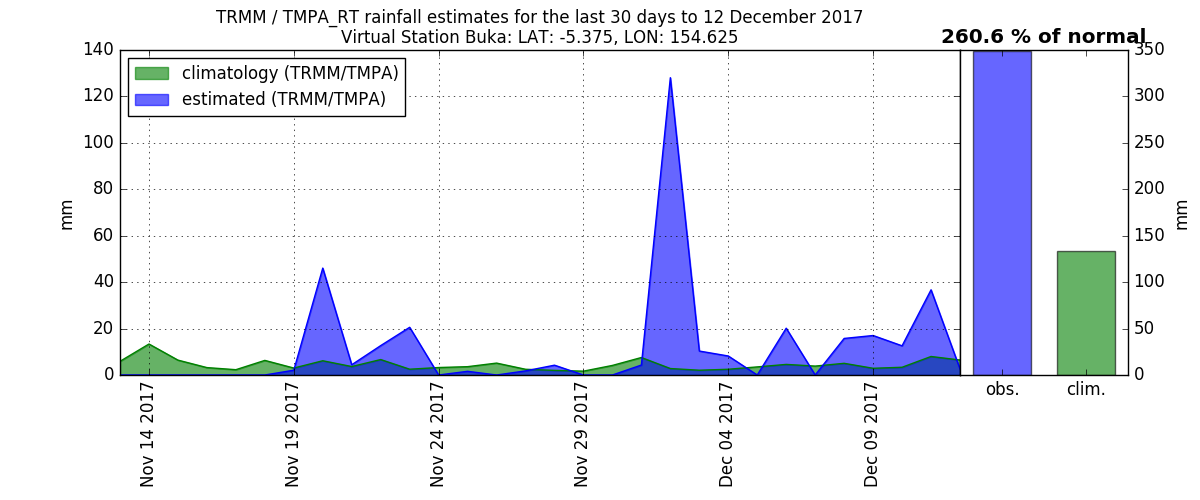 TRMM / TMPA_RT rainfall estimates for the last 30 days to 12 December 2017
Virtual Station Buka: LAT: -5.375, LON: 154.625
260.6 % of normal
climatology (TRMM/TMPA)
estimated (TRMM/TMPA)
mm
140
120
100
80
60
40
20
0
Nov 14 2017
Nov 19 2017
Nov 24 2017
Nov 29 2017
Dec 04 2017
Dec 09 2017
obs.
clim.
350
300
250
200
150
100
50
0
mm